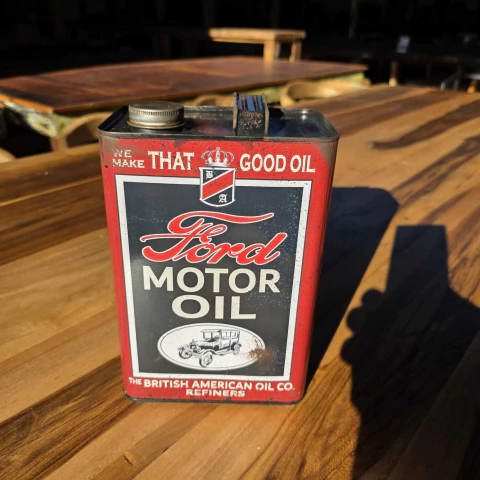 WE MAKE THAT GOOD OIL
B A
Ford
MOTOR
OIL
THE BRITISH AMERICAN OIL CO.
REFINERS